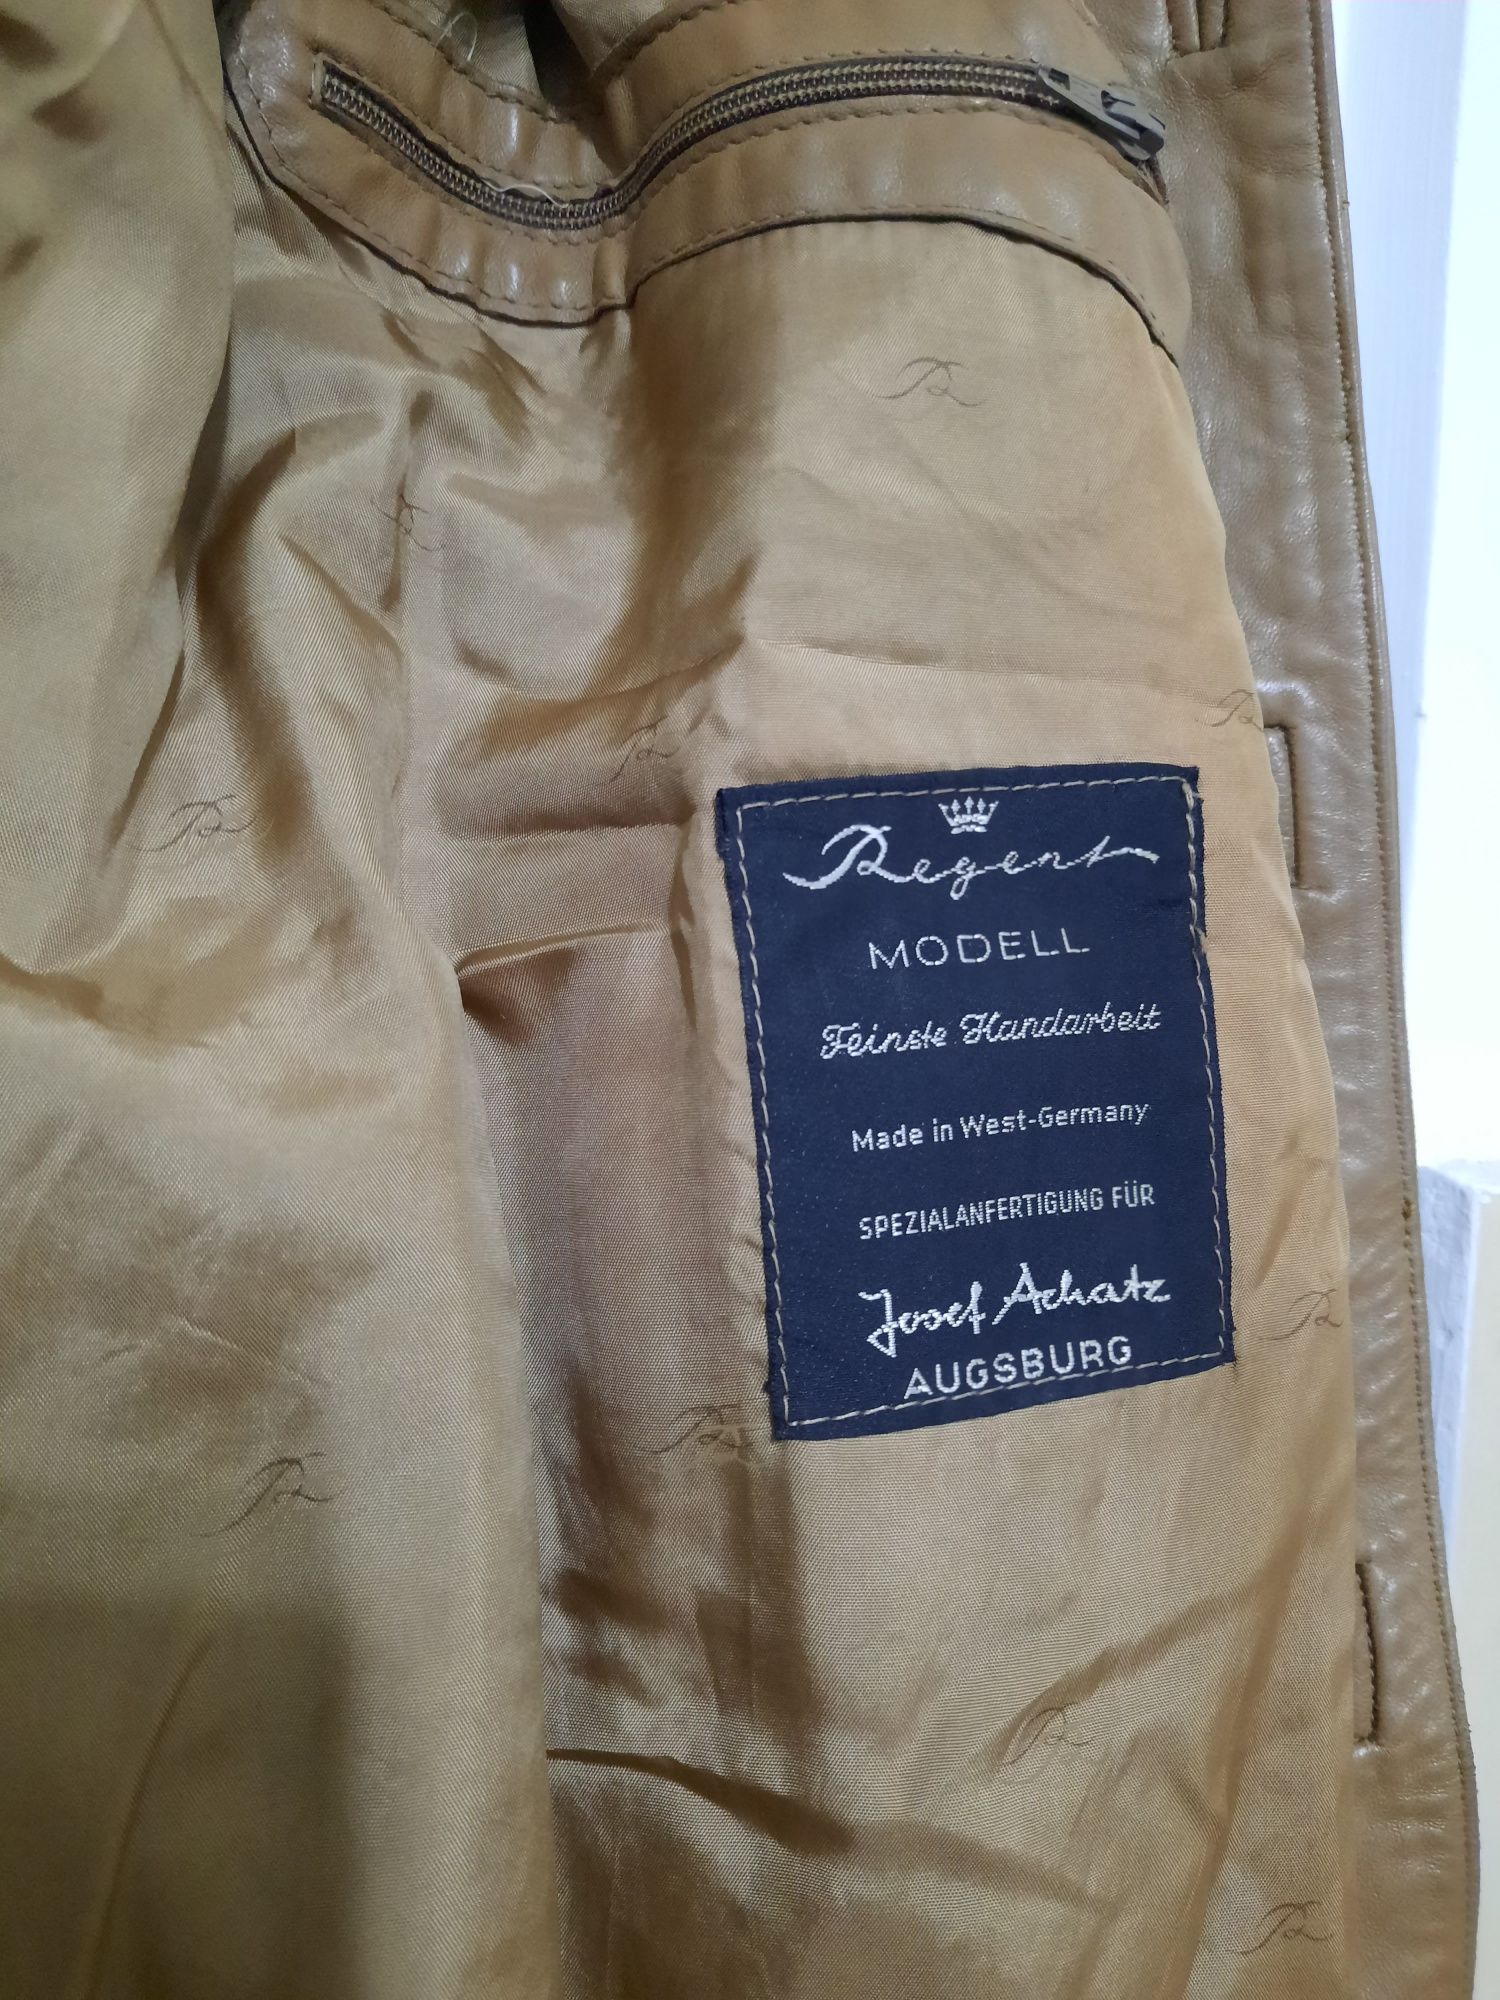 Regent
MODELL
Feinste Handarbeit
Made in West-Germany
SPEZIALANFERTIGUNG FÜR
Josef Achatz
AUGSBURG